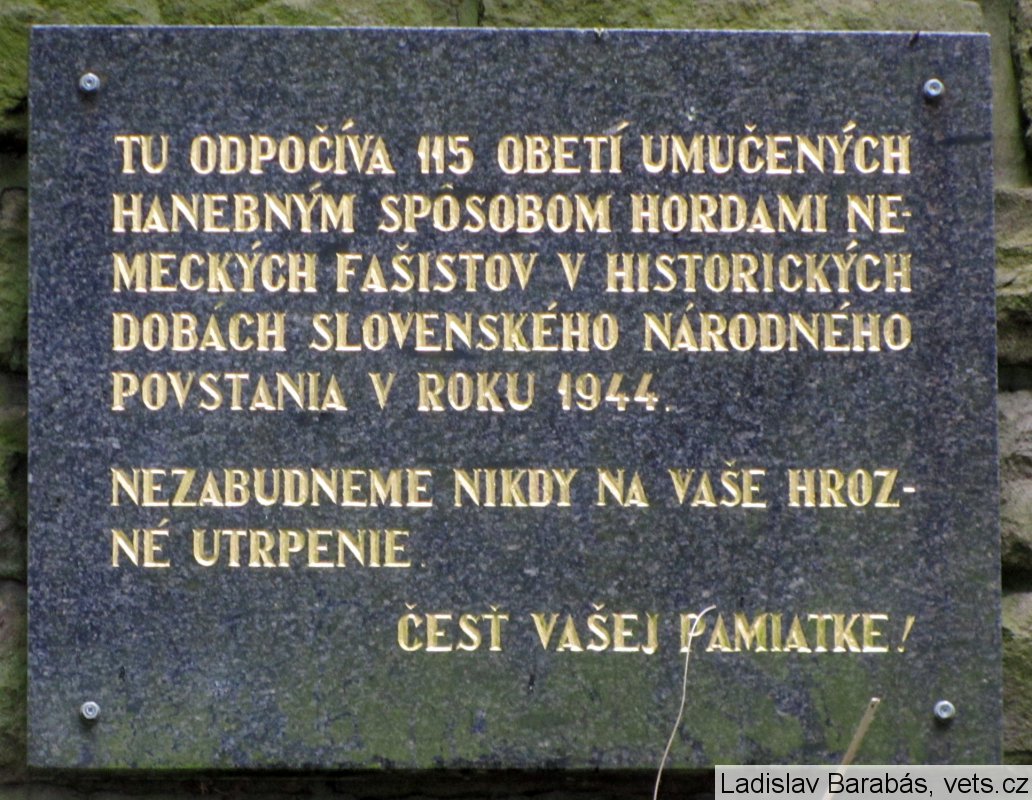 TU ODPOČÍVA 115 OBETÍ UMUČENÝCH
HANEBNÝM SPÔSOBOM HORDAMI NE-
MECKÝCH FAŠISTOV V HISTORICKÝCH
DOBÁCH SLOVENSKÉHO NÁRODNÉHO
POVSTANIA V ROKU 1944.
NEZABUDNEME NIKDY NA VAŠE HROZ-
NÉ UTRPENIE.
ČESŤ VAŠEJ PAMIATKE!
Ladislav Barabás, vets.cz